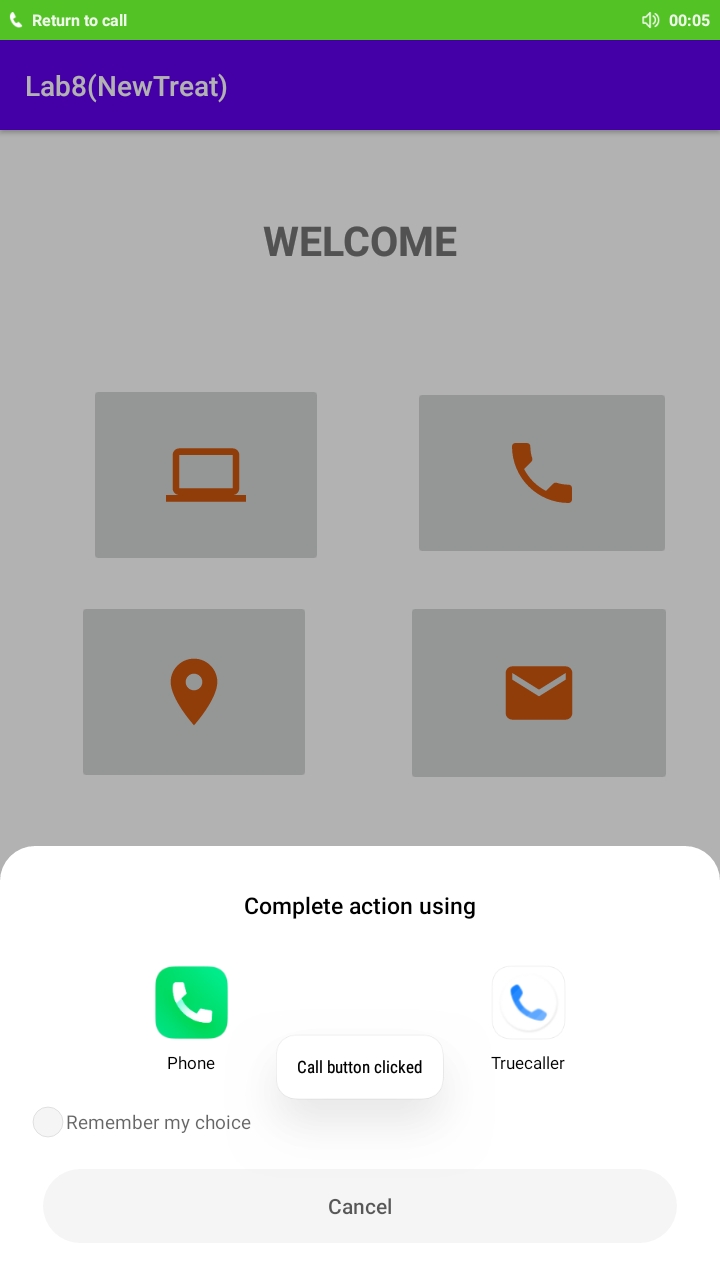 Return to call 00:05
Lab8(NewTreat)
WELCOME
Complete action using
Phone
Truecaller
Call button clicked
Remember my choice
Cancel